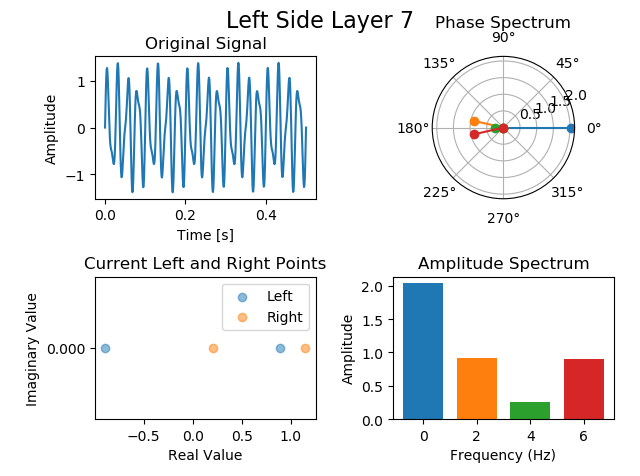 Left Side Layer 7
Original Signal
Amplitude
1
0
−1
0.0 0.2 0.4
Time [s]
Phase Spectrum
90°
135° 45°
180° 0.5 1.0 1.5 2.0 0°
225° 315°
270°
Current Left and Right Points
Imaginary Value
Left
Right
0.000
−0.5 0.0 0.5 1.0
Real Value
Amplitude Spectrum
Amplitude
2.0
1.5
1.0
0.5
0.0
0 2 4 6
Frequency (Hz)